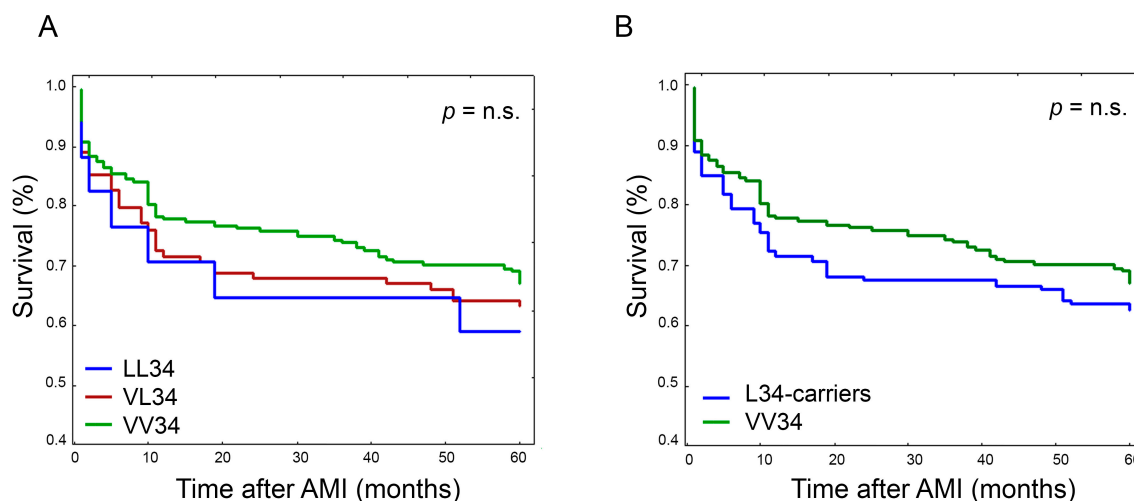 A
Survival (%)
1.0
0.9
0.8
0.7
0.6
0.5
0.4
p = n.s.
LL34
VL34
VV34
0 10 20 30 40 50 60
Time after AMI (months)
B
Survival (%)
1.0
0.9
0.8
0.7
0.6
0.5
0.4
p = n.s.
L34-carriers
VV34
0 10 20 30 40 50 60
Time after AMI (months)